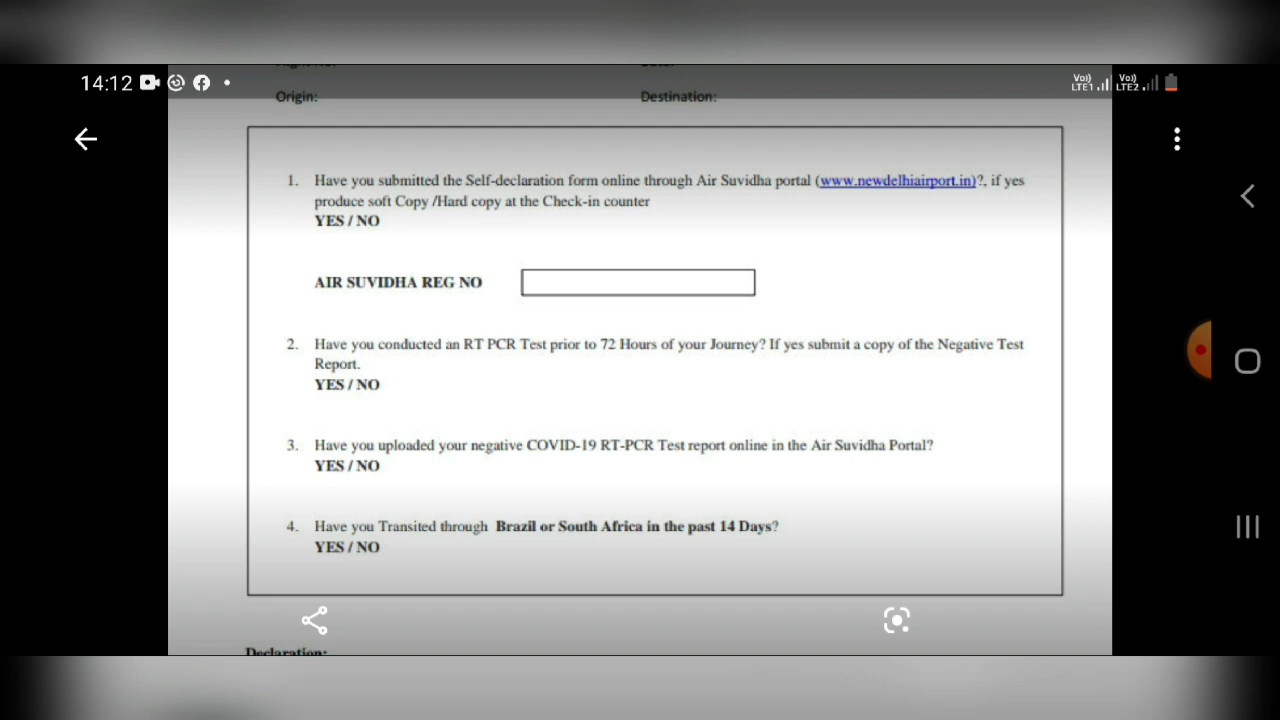 14:12
Vo) LTE1 Vo) LTE2
Origin: Destination:
1. Have you submitted the Self-declaration form online through Air Suvidha portal (www.newdelhiairport.in)?, if yes
produce soft Copy /Hard copy at the Check-in counter
YES / NO
AIR SUVIDHA REG NO
2. Have you conducted an RT PCR Test prior to 72 Hours of your Journey? If yes submit a copy of the Negative Test
Report.
YES / NO
3. Have you uploaded your negative COVID-19 RT-PCR Test report online in the Air Suvidha Portal?
YES / NO
4. Have you Transited through Brazil or South Africa in the past 14 Days?
YES / NO
Declaration: